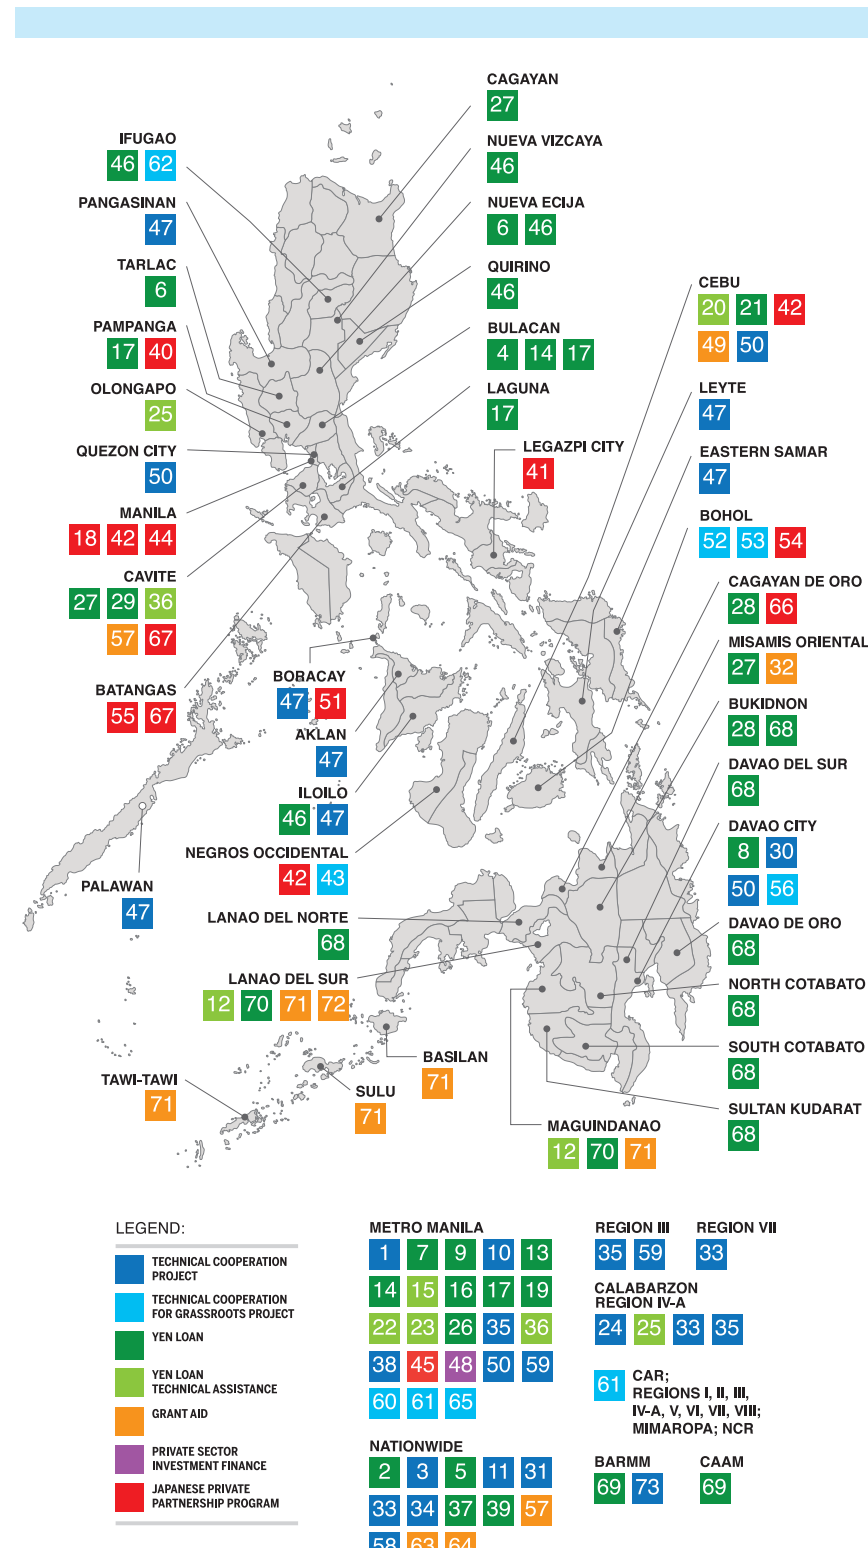 CAGAYAN
27
IFUGAO
46 62
NUEVA VIZCAYA
46
PANGASINAN
47
NUEVA ECIJA
6 46
TARLAC
6
QUIRINO
46
CEBU
20 21 42
49 50
PAMPANGA
17 40
BULACAN
4 14 17
OLONGAPO
25
LAGUNA
17
LEYTE
47
QUEZON CITY
50
LEGAZPI CITY
41
EASTERN SAMAR
47
MANILA
18 42 44
BOHOL
52 53 54
CAVITE
27 29 36
57 67
CAGAYAN DE ORO
28 66
MISAMIS ORIENTAL
27 32
BATANGAS
55 67
BORACAY
47 51
BUKIDNON
28 68
AKLAN
47
DAVAO DEL SUR
68
ILOILO
46 47
DAVAO CITY
8 30
50 56
NEGROS OCCIDENTAL
42 43
PALAWAN
47
LANAO DEL NORTE
68
DAVAO DE ORO
68
LANAO DEL SUR
12 70 71 72
NORTH COTABATO
68
SOUTH COTABATO
68
BASILAN
71
TAWI-TAWI
71
SULU
71
SULTAN KUDARAT
68
MAGUINDANAO
12 70 71
LEGEND:
TECHNICAL COOPERATION
PROJECT
TECHNICAL COOPERATION
FOR GRASSROOTS PROJECT
YEN LOAN
YEN LOAN
TECHNICAL ASSISTANCE
GRANT AID
PRIVATE SECTOR
INVESTMENT FINANCE
JAPANESE PRIVATE
PARTNERSHIP PROGRAM
METRO MANILA
1 7 9 10 13
14 15 16 17 19
22 23 26 35 36
38 45 48 50 59
60 61 65
NATIONWIDE
2 3 5 11 31
33 34 37 39 57
58 63 64
REGION III
35 59
REGION VII
33
CALABARZON
REGION IV-A
24 25 33 35
61
CAR;
REGIONS I, II, III,
IV-A, V, VI, VII, VIII;
MIMAROPA; NCR
BARMM
69 73
CAAM
69